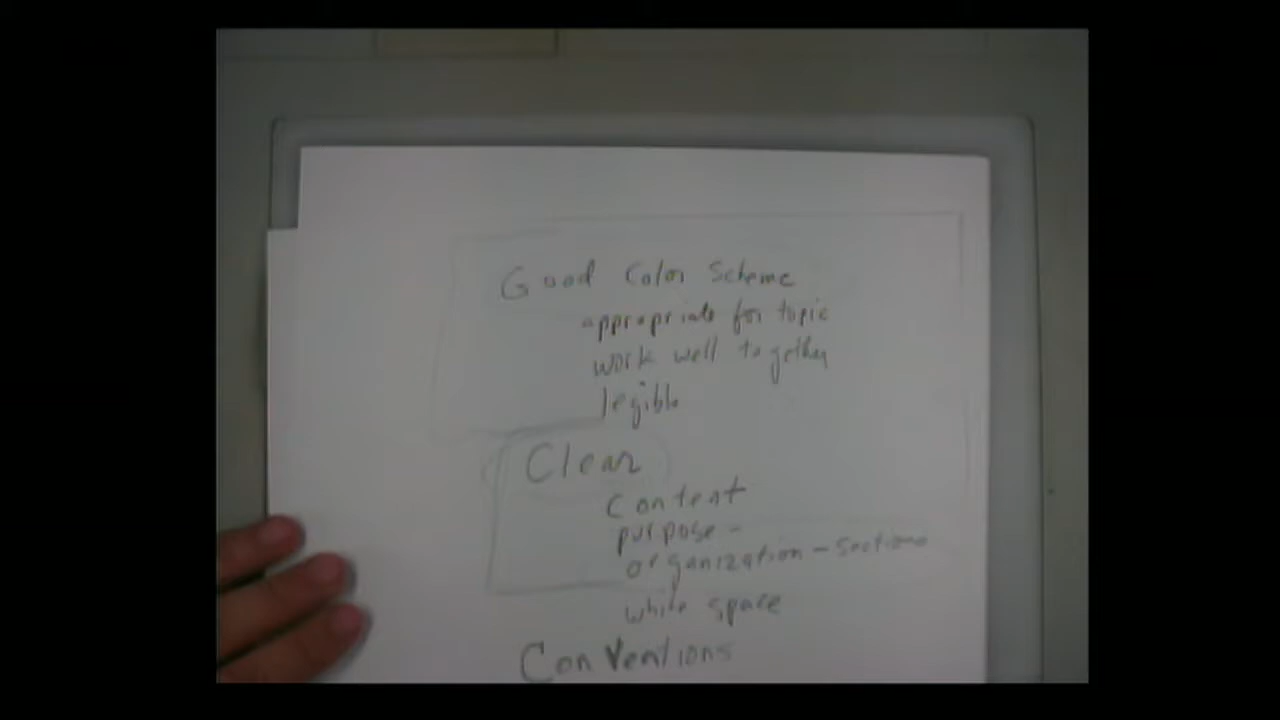 Good Color Scheme
appropriate for topic
work well together
legible
Clear
Content
purpose -
organization - sections
white space
Conventions